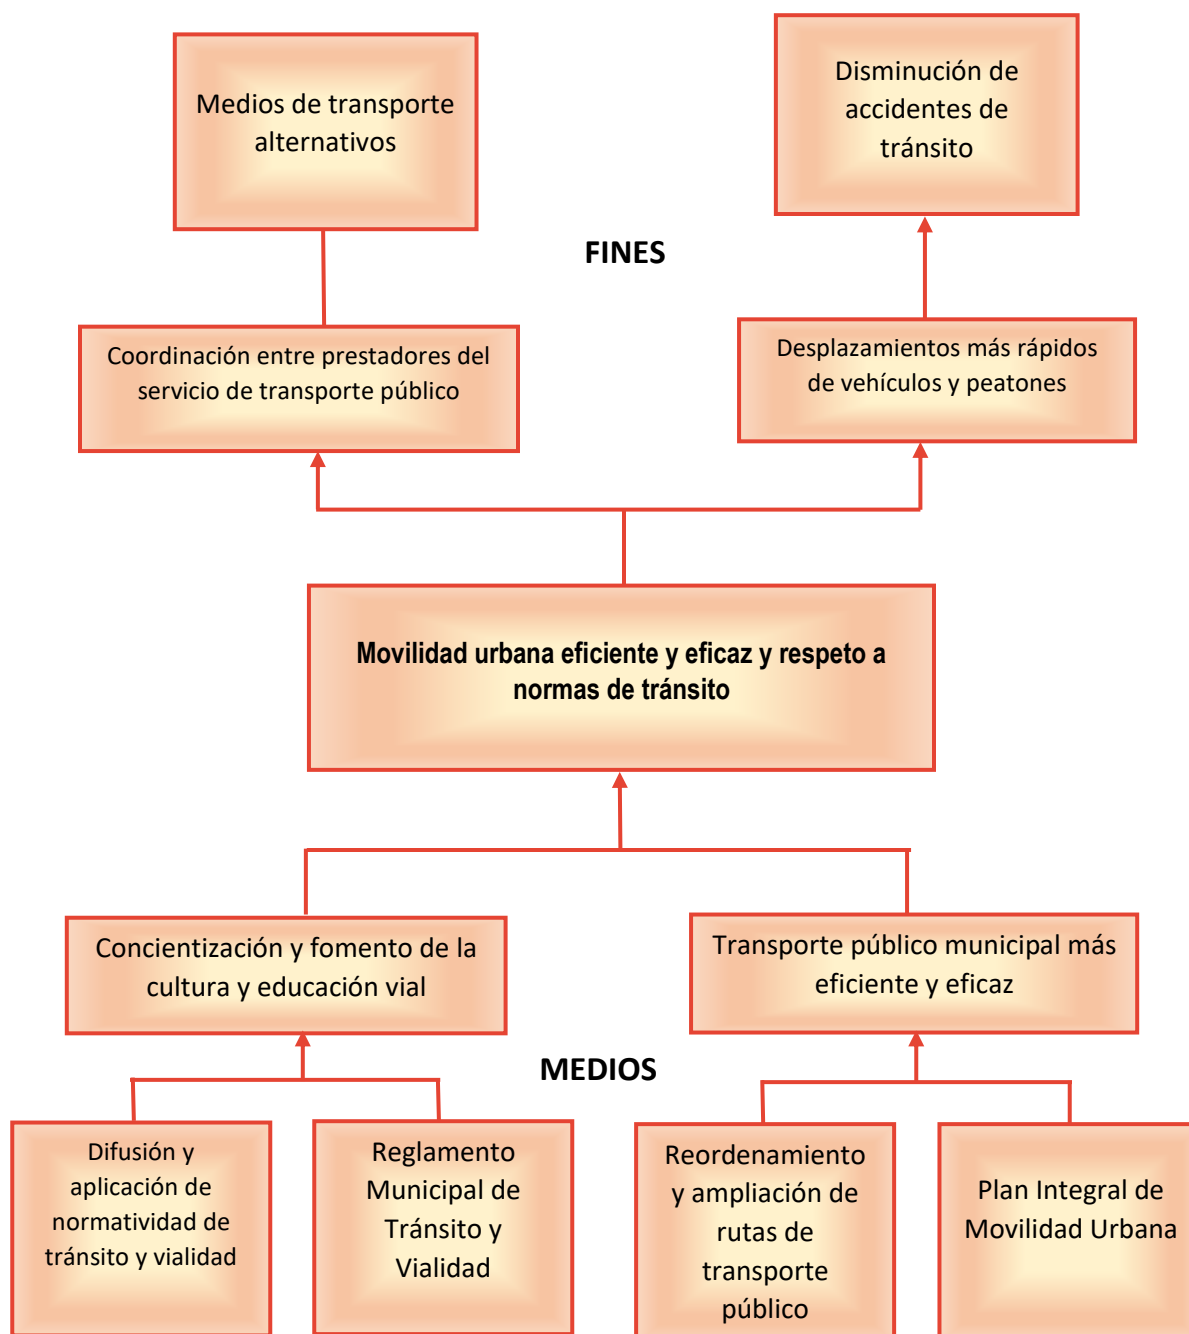 Medios de transporte
alternativos
Disminución de
accidentes de
tránsito
FINES
Coordinación entre prestadores del
servicio de transporte público
Desplazamientos más rápidos
de vehículos y peatones
Movilidad urbana eficiente y eficaz y respeto a
normas de tránsito
Concientización y fomento de la
cultura y educación vial
Transporte público municipal más
eficiente y eficaz
MEDIOS
Difusión y
aplicación de
normatividad de
tránsito y vialidad
Reglamento
Municipal de
Tránsito y
Vialidad
Reordenamiento
y ampliación de
rutas de
transporte
público
Plan Integral de
Movilidad Urbana